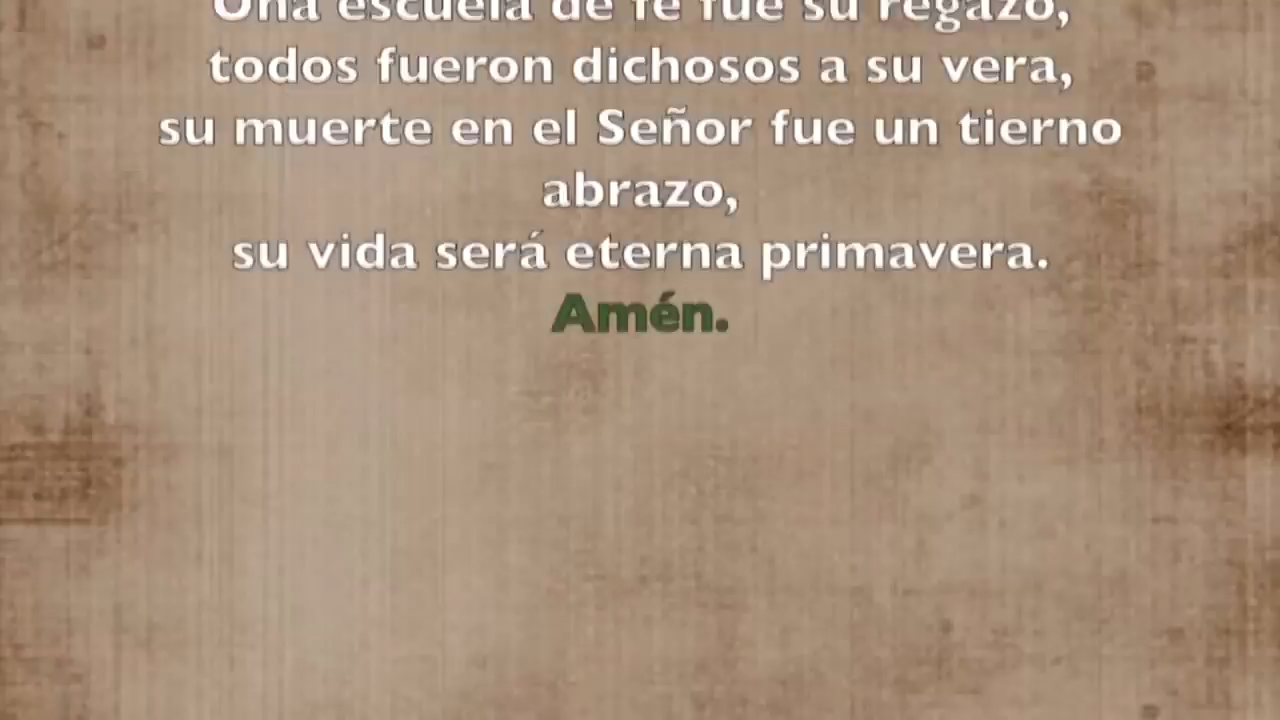 Una escuela de fe fue su regazo,
todos fueron dichosos a su vera,
su muerte en el Señor fue un tierno
abrazo,
su vida será eterna primavera.
Amén.